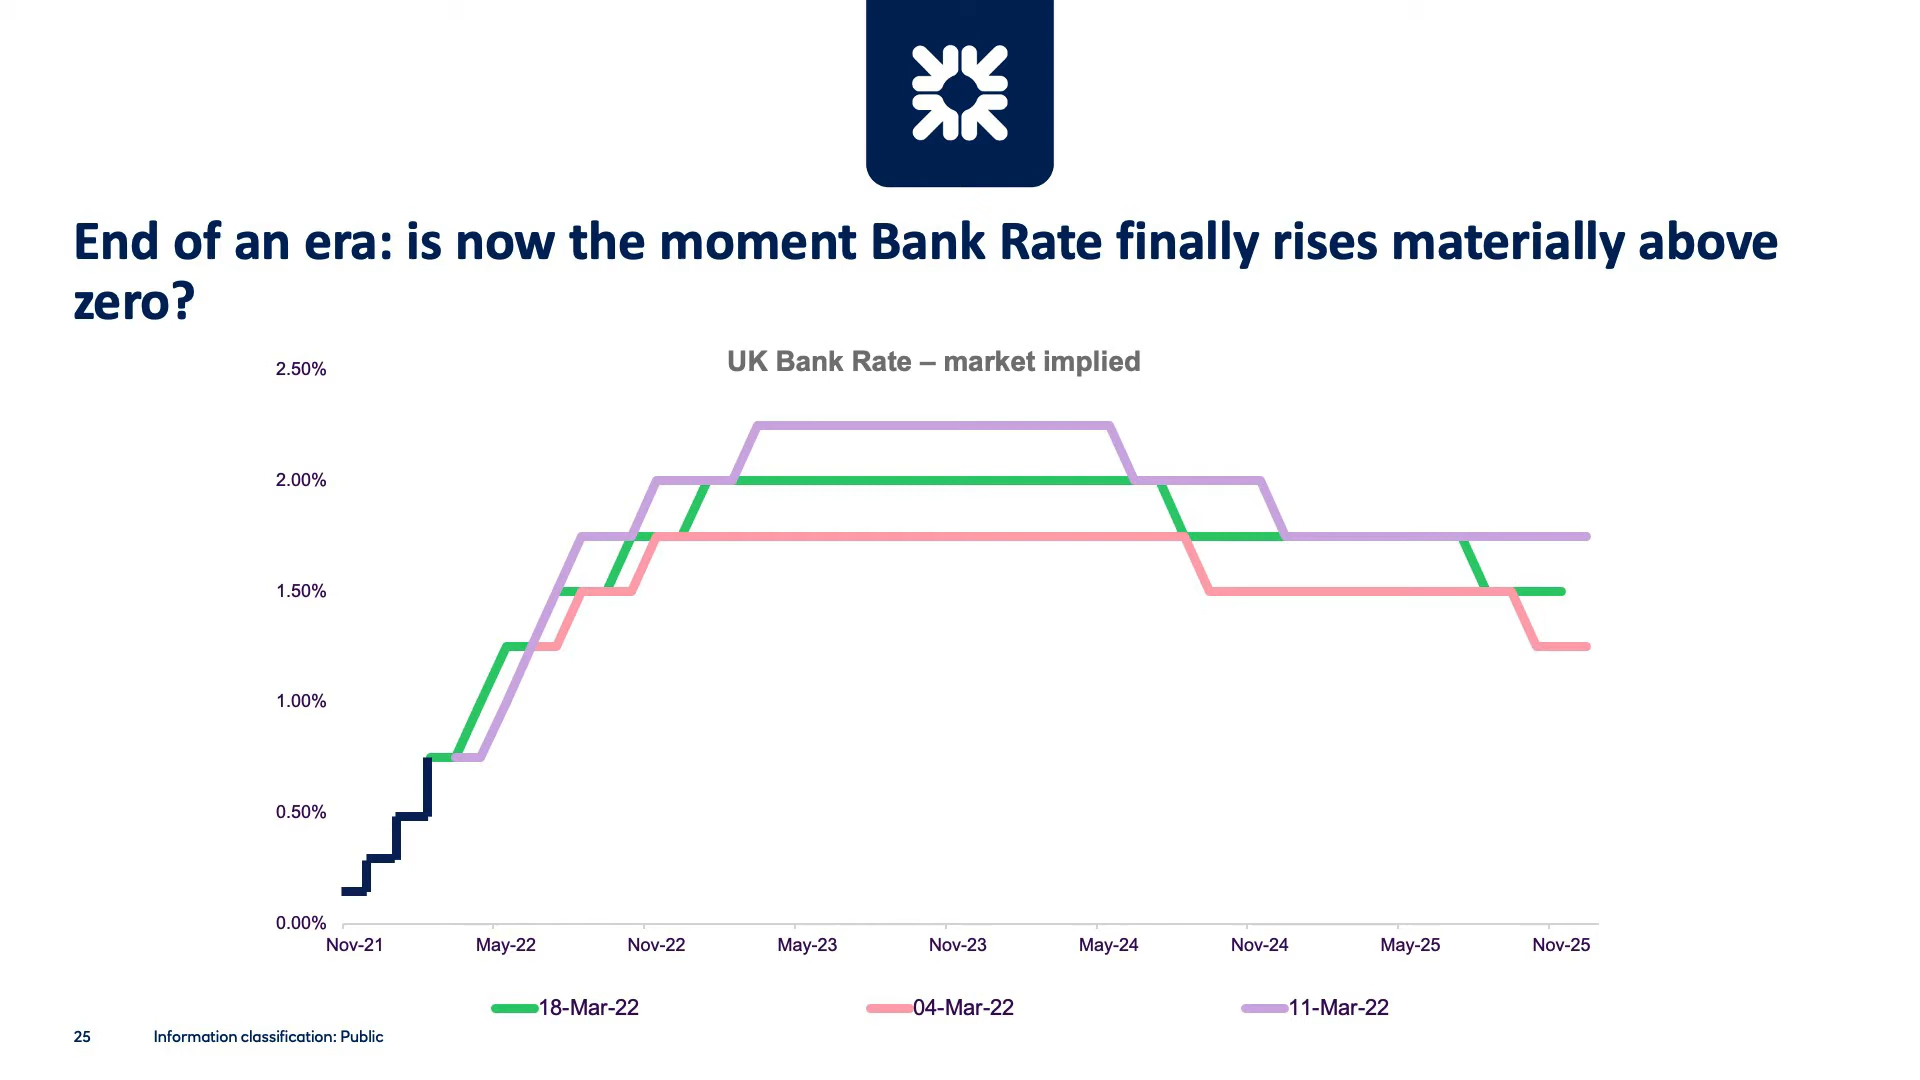 End of an era: is now the moment Bank Rate finally rises materially above
zero?
UK Bank Rate – market implied
2.50%
2.00%
1.50%
1.00%
0.50%
0.00%
Nov-21 May-22 Nov-22 May-23 Nov-23 May-24 Nov-24 May-25 Nov-25
18-Mar-22 04-Mar-22 11-Mar-22
25 Information classification: Public